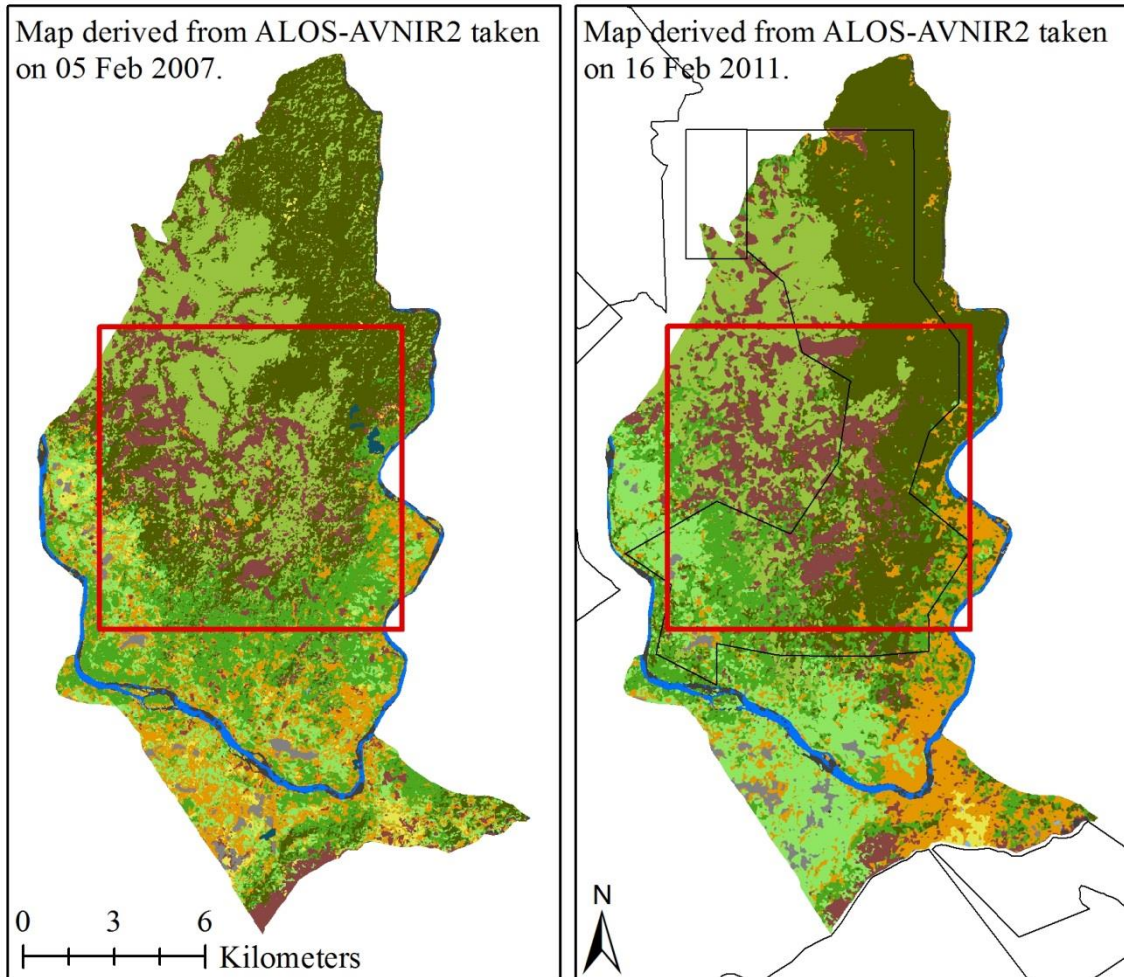 Map derived from ALOS-AVNIR2 taken
on 05 Feb 2007.
Map derived from ALOS-AVNIR2 taken
on 16 Feb 2011.
0 3 6
Kilometers
N